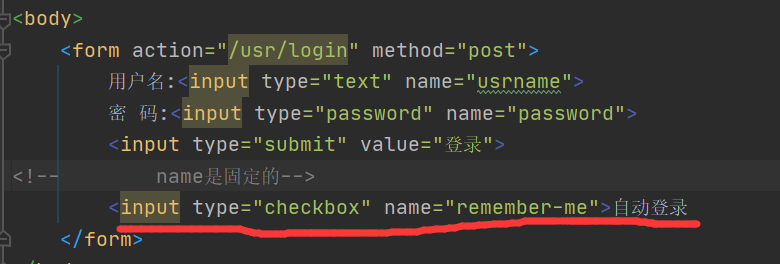 <body>
<form action="/usr/login" method="post">
用户名:<input type="text" name="usrname">
密 码:<input type="password" name="password">
<input type="submit" value="登录">
<!-- name是固定的-->
<input type="checkbox" name="remember-me">自动登录
</form>